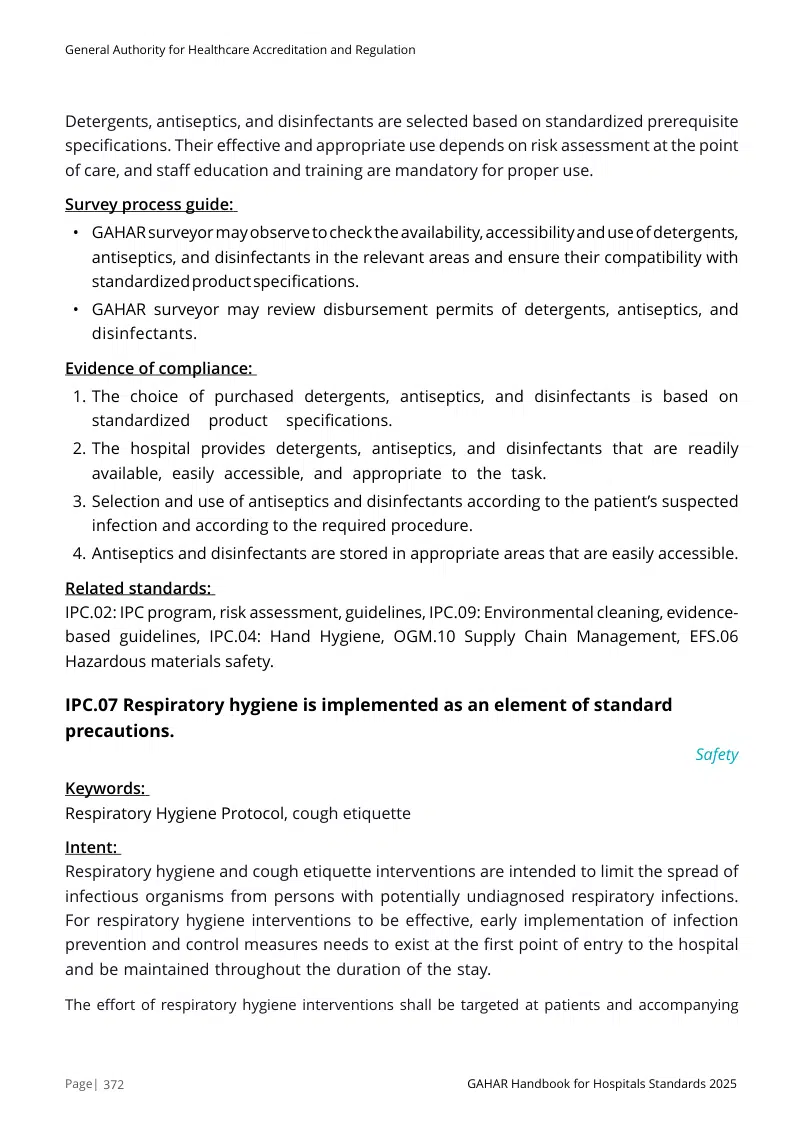 General Authority for Healthcare Accreditation and Regulation
Detergents, antiseptics, and disinfectants are selected based on standardized prerequisite
specifications. Their effective and appropriate use depends on risk assessment at the point
of care, and staff education and training are mandatory for proper use.
Survey process guide:
• GAHAR surveyor may observe to check the availability, accessibility and use of detergents,
antiseptics, and disinfectants in the relevant areas and ensure their compatibility with
standardized product specifications.
• GAHAR surveyor may review disbursement permits of detergents, antiseptics, and
disinfectants.
Evidence of compliance:
1. The choice of purchased detergents, antiseptics, and disinfectants is based on
standardized product specifications.
2. The hospital provides detergents, antiseptics, and disinfectants that are readily
available, easily accessible, and appropriate to the task.
3. Selection and use of antiseptics and disinfectants according to the patient’s suspected
infection and according to the required procedure.
4. Antiseptics and disinfectants are stored in appropriate areas that are easily accessible.
Related standards:
IPC.02: IPC program, risk assessment, guidelines, IPC.09: Environmental cleaning, evidence-
based guidelines, IPC.04: Hand Hygiene, OGM.10 Supply Chain Management, EFS.06
Hazardous materials safety.
IPC.07 Respiratory hygiene is implemented as an element of standard
precautions.
Safety
Keywords:
Respiratory Hygiene Protocol, cough etiquette
Intent:
Respiratory hygiene and cough etiquette interventions are intended to limit the spread of
infectious organisms from persons with potentially undiagnosed respiratory infections.
For respiratory hygiene interventions to be effective, early implementation of infection
prevention and control measures needs to exist at the first point of entry to the hospital
and be maintained throughout the duration of the stay.
The effort of respiratory hygiene interventions shall be targeted at patients and accompanying
Page| 372
GAHAR Handbook for Hospitals Standards 2025